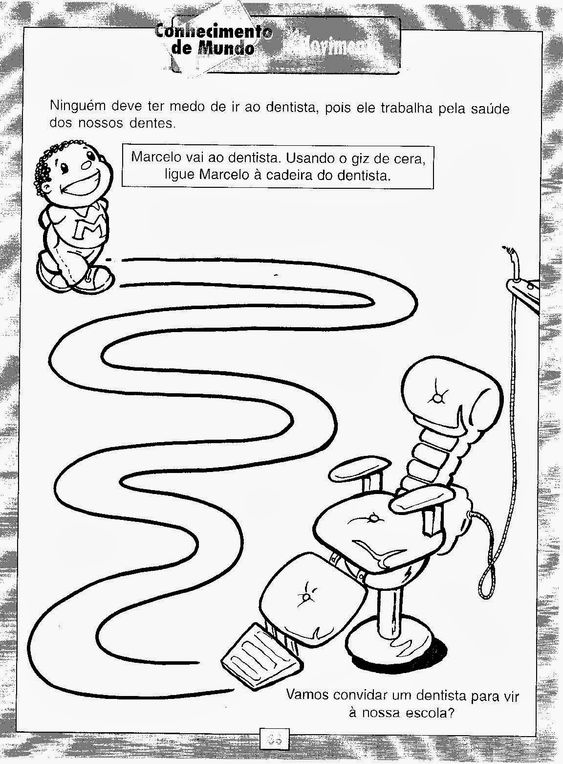 Conhecimento
de Mundo
Movimento
Ninguém deve ter medo de ir ao dentista, pois ele trabalha pela saúde
dos nossos dentes.
Marcelo vai ao dentista. Usando o giz de cera,
ligue Marcelo à cadeira do dentista.
M
Vamos convidar um dentista para vir
à nossa escola?